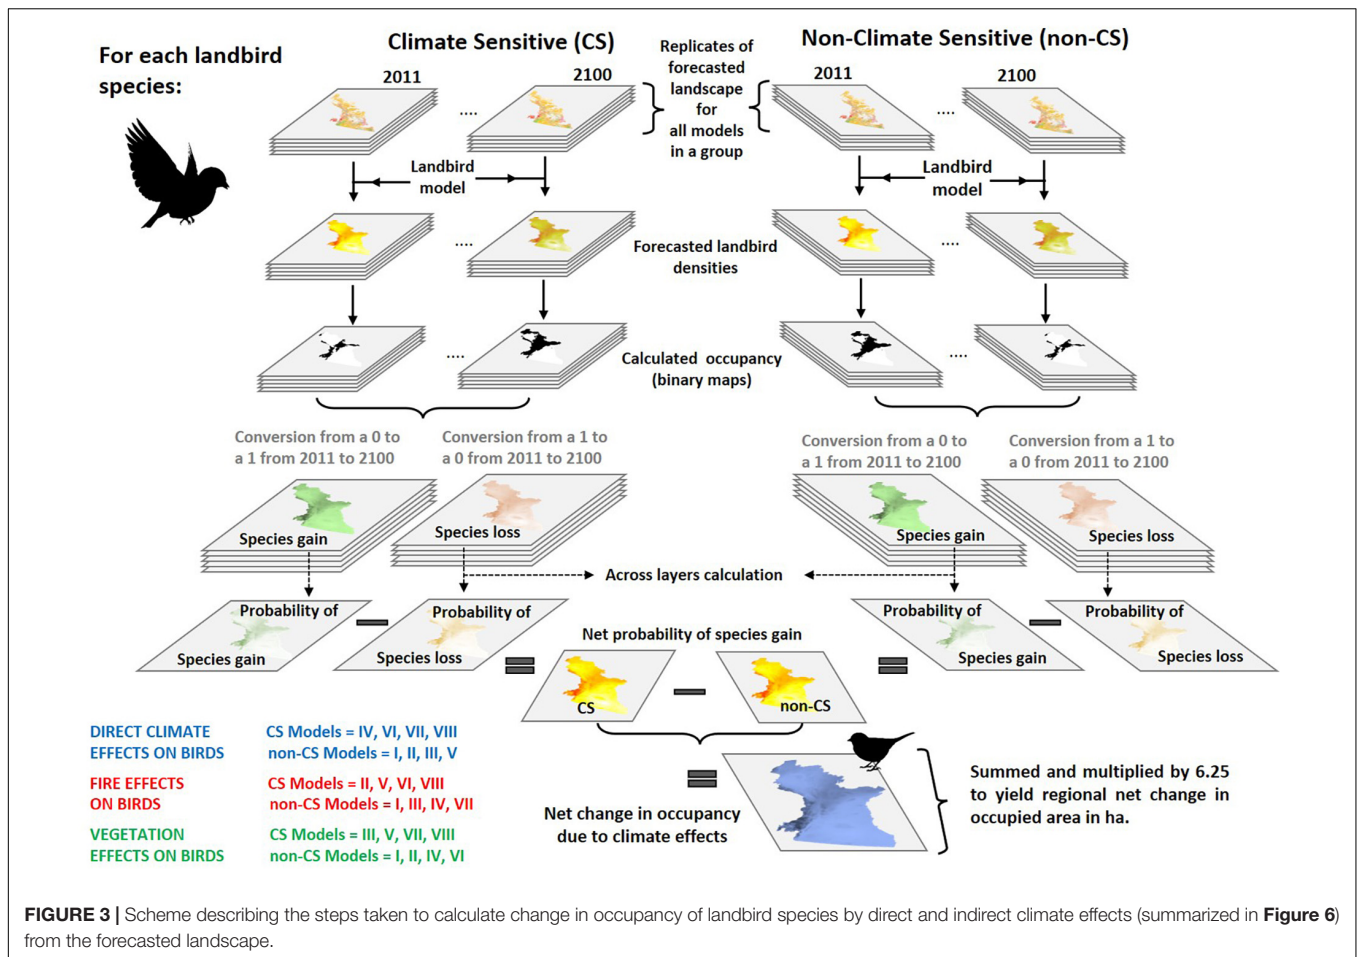 For each landbird
species:
Climate Sensitive (CS)
2011
2100
....
Replicates of
forecasted
landscape
for
all models
in a group
Non-Climate Sensitive (non-CS)
2011
2100
....
Landbird
model
Landbird
model
....
Forecasted landbird
densities
....
....
Calculated occupancy
(binary maps)
....
Conversion from a 0 to
a 1 from 2011 to 2100
Conversion from a 1 to
a 0 from 2011 to 2100
Conversion from a 0 to
a 1 from 2011 to 2100
Conversion from a 1 to
a 0 from 2011 to 2100
Species gain
Species loss
Species gain
Species loss
Across layers calculation
Probability of
Species gain
Probability of
Species loss
Probability of
Species gain
Probability of
Species loss
Net probability of species gain
CS
non-CS
DIRECT CLIMATE
EFFECTS ON BIRDS
CS Models = IV, VI, VII, VIII
non-CS Models = I, II, III, V
FIRE EFFECTS
ON BIRDS
CS Models = II, V, VI, VIII
non-CS Models = I, III, IV, VII
VEGETATION
EFFECTS ON BIRDS
CS Models = III, V, VII, VIII
non-CS Models = I, II, IV, VI
Net change in occupancy
due to climate effects
Summed and multiplied by 6.25
to yield regional net change in
occupied area in ha.
FIGURE 3 | Scheme describing the steps taken to calculate change in occupancy of landbird species by direct and indirect climate effects (summarized in Figure 6)
from the forecasted landscape.